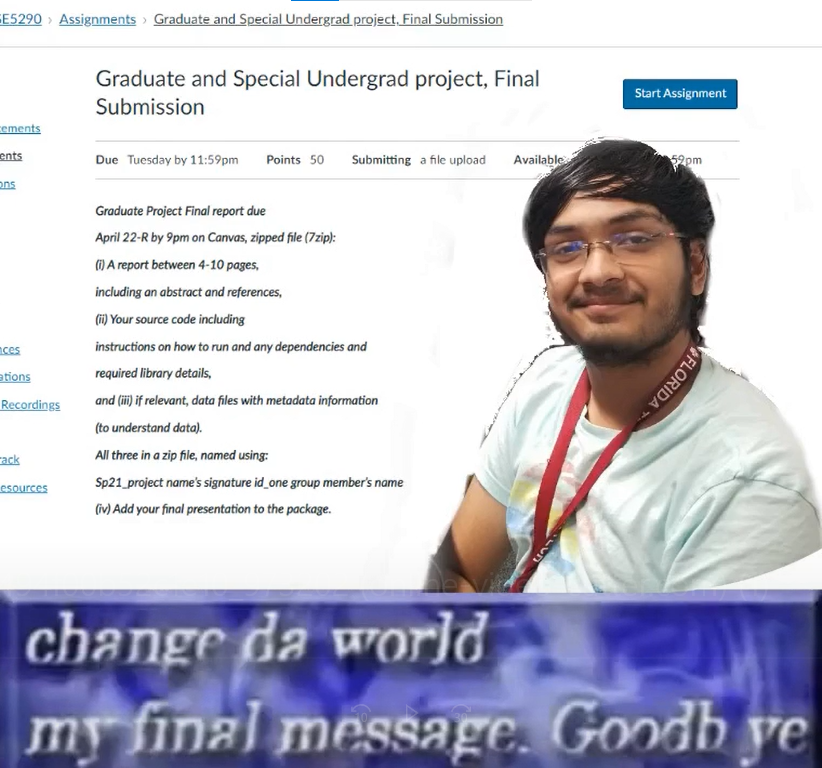 SE5290 › Assignments › Graduate and Special Undergrad project, Final Submission
Graduate and Special Undergrad project, Final
Submission
Start Assignment
Due Tuesday by 11:59pm Points 50 Submitting a file upload Available 59pm
ements
ents
ons
Graduate Project Final report due
April 22-R by 9pm on Canvas, zipped file (7zip):
(i) A report between 4-10 pages,
including an abstract and references,
(ii) Your source code including
instructions on how to run and any dependencies and
required library details,
and (iii) if relevant, data files with metadata information
(to understand data).
All three in a zip file, named using:
Sp21_project name's signature id_one group member's name
(iv) Add your final presentation to the package.
nces
ations
Recordings
rack
esources
FLORIDA
change da world
my final message. Goodb ye